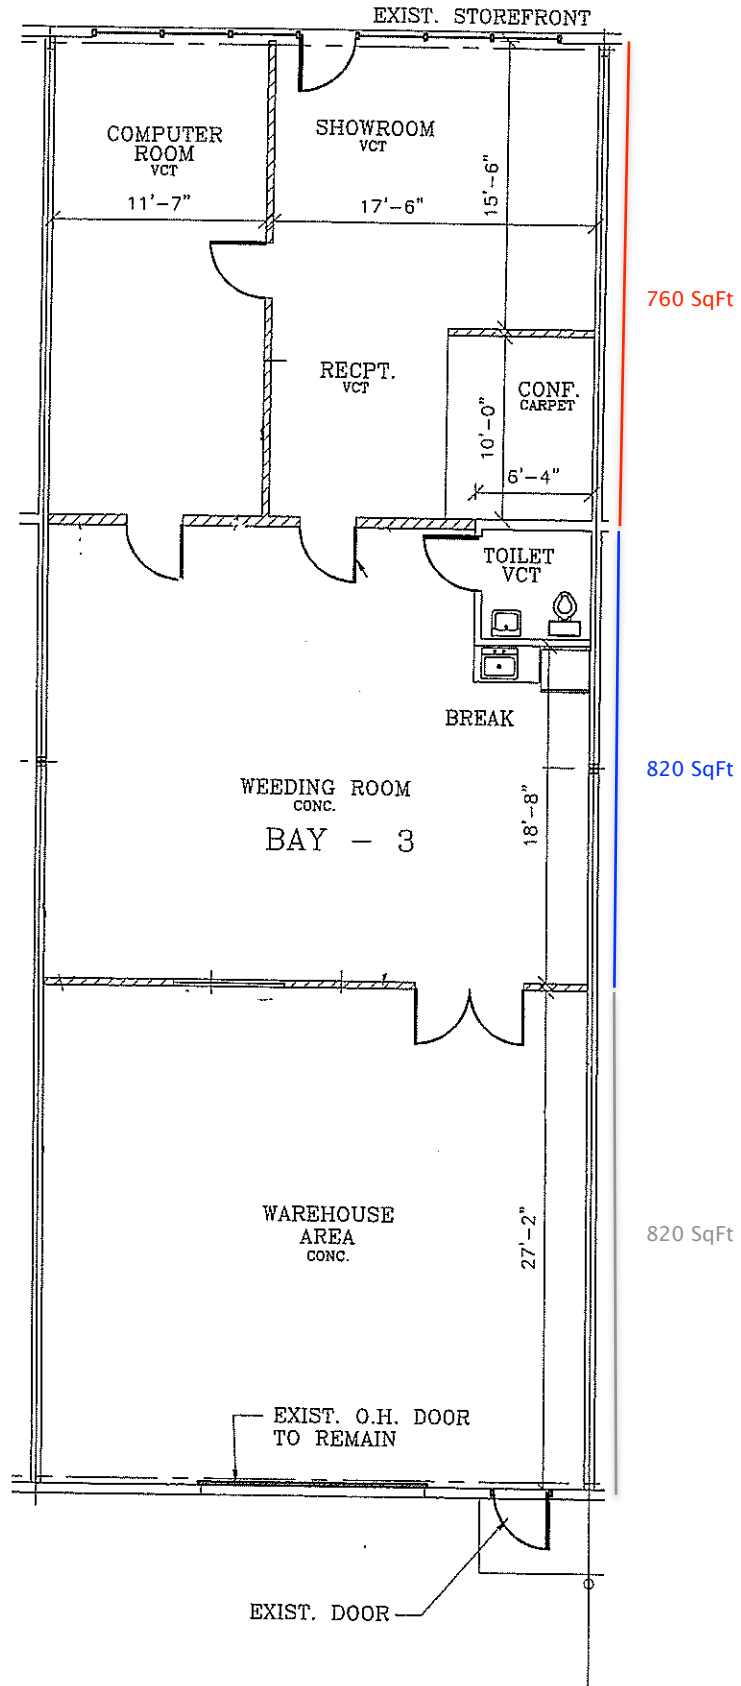 EXIST. STOREFRONT
COMPUTER
ROOM
VCT
SHOWROOM
VCT
11'-7"
17'-6"
15'-6"
760 SqFt
RECPT.
VCT
CONF.
CARPET
10'-0"
6'-4"
TOILET
VCT
BREAK
820 SqFt
WEEDING ROOM
CONC.
BAY - 3
18'-8"
WAREHOUSE
AREA
CONC.
27'-2"
820 SqFt
EXIST. O.H. DOOR
TO REMAIN
EXIST. DOOR